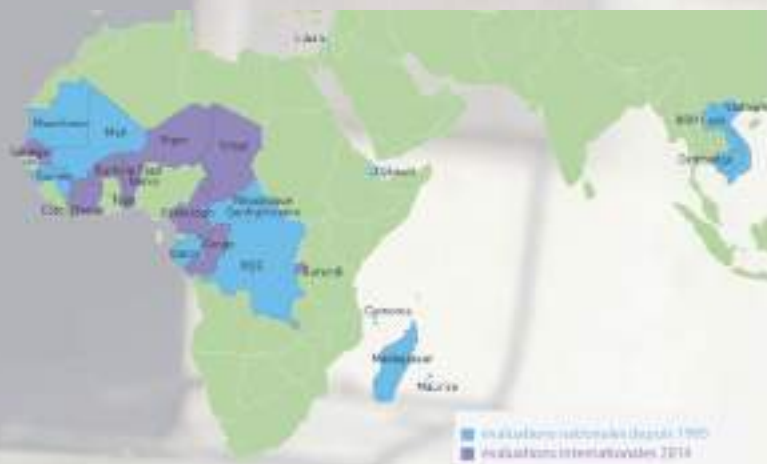 Liban
Mauritanie
Mali
Niger
Tchad
Sénégal
Guinée
Burkina Faso
Bénin
Togo
Côte d'Ivoire
Cameroun
République
Centrafricaine
Gabon
Congo
RDC
Burundi
Djibouti
Comores
Madagascar
Maurice
Vietnam
Cambodge
évaluations nationales depuis 1995
évaluations internationales 2014